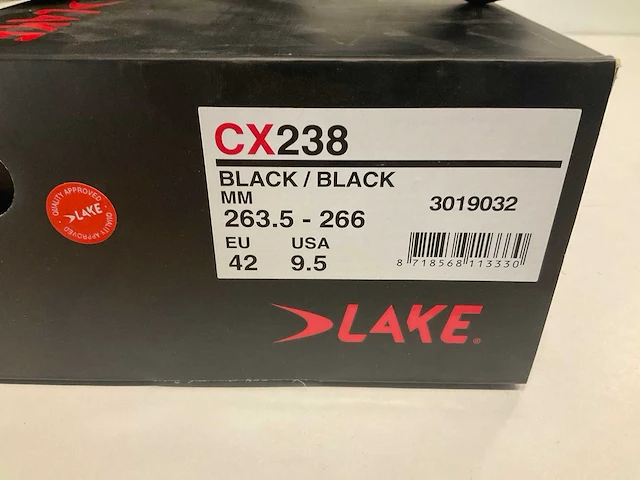 CX238
BLACK / BLACK
MM
263.5 - 266
3019032
EU USA
42 9.5
8 718568 113330
QUALITY APPROVED
LAKE
QUALITY APPROVED
LAKE®